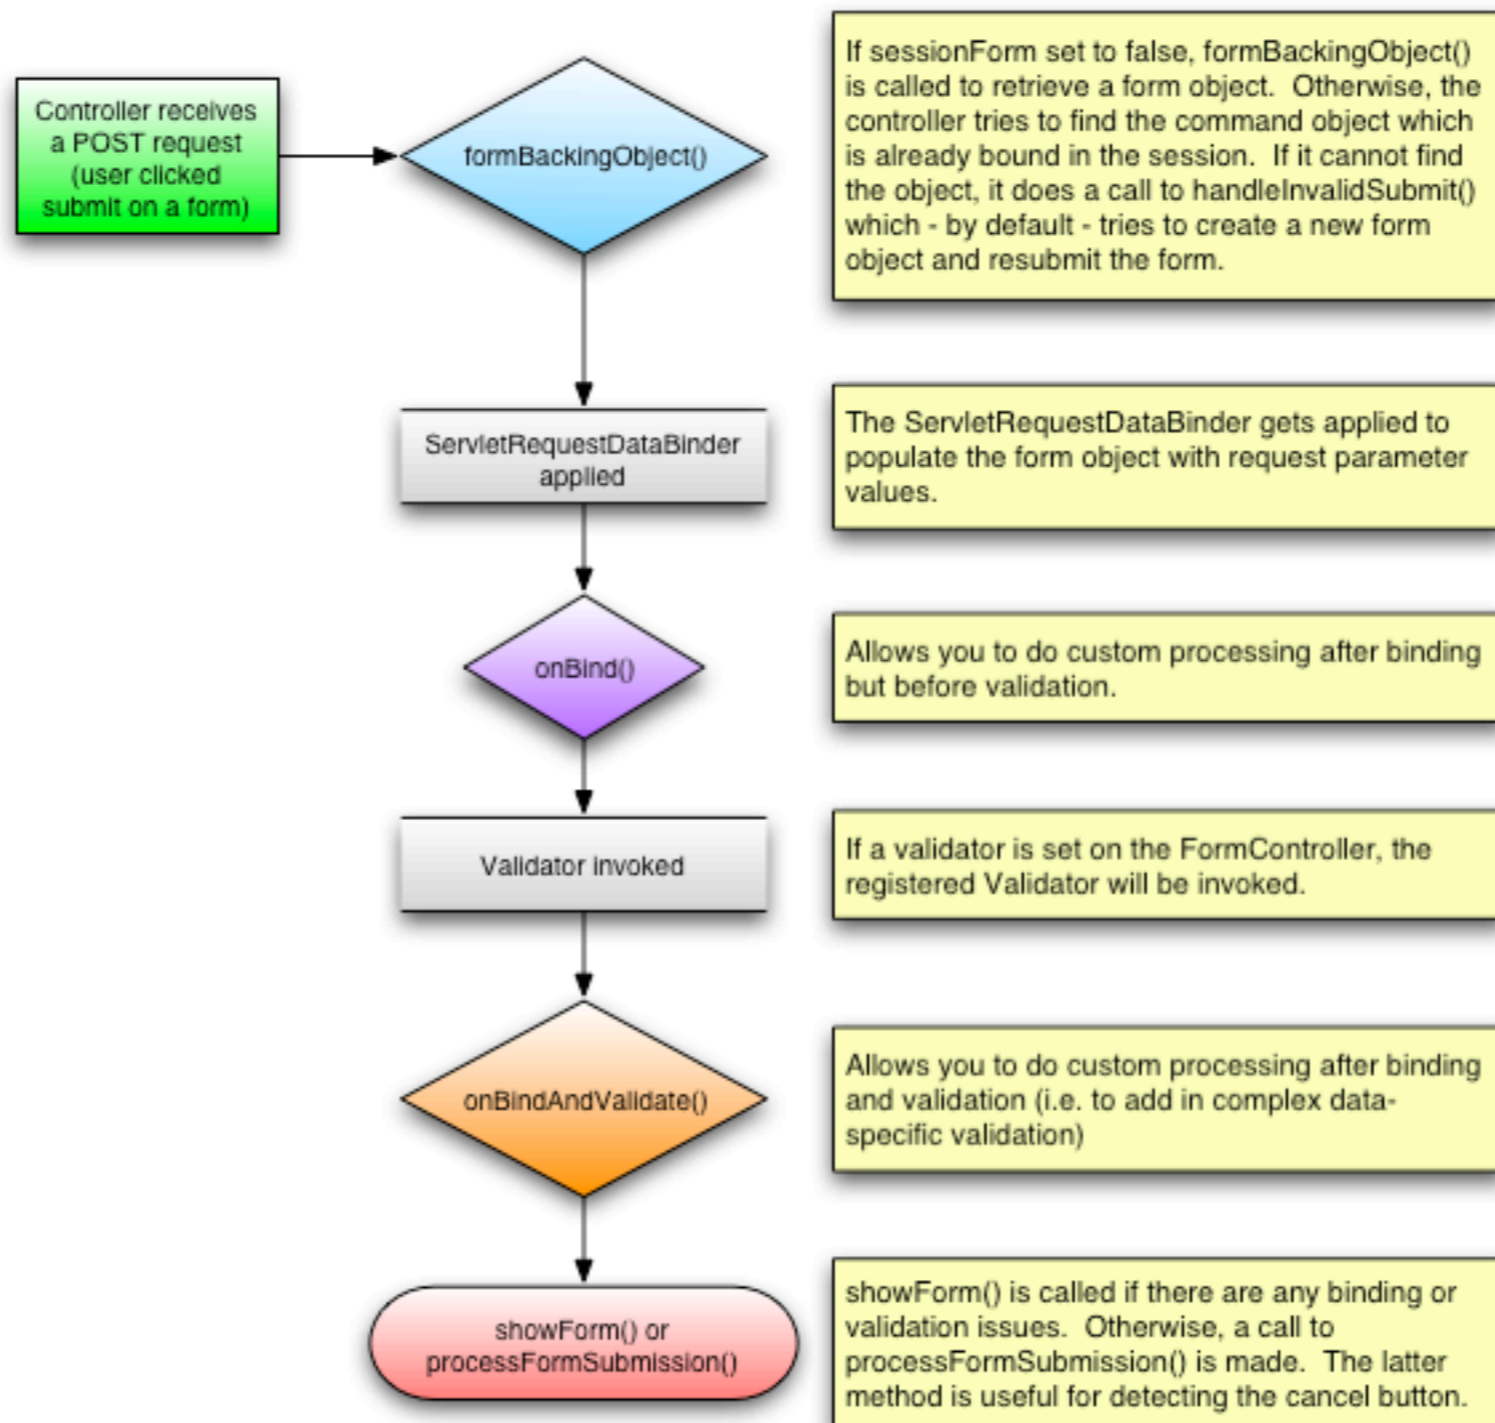 Controller receives
a POST request
(user clicked
submit on a form)
formBackingObject()
If sessionForm set to false, formBackingObject()
is called to retrieve a form object.  Otherwise, the
controller tries to find the command object which
is already bound in the session.  If it cannot find
the object, it does a call to handleInvalidSubmit()
which - by default - tries to create a new form
object and resubmit the form.
ServletRequestDataBinder
applied
The ServletRequestDataBinder gets applied to
populate the form object with request parameter
values.
onBind()
Allows you to do custom processing after binding
but before validation.
Validator invoked
If a validator is set on the FormController, the
registered Validator will be invoked.
onBindAndValidate()
Allows you to do custom processing after binding
and validation (i.e. to add in complex data-
specific validation)
showForm() or
processFormSubmission()
showForm() is called if there are any binding or
validation issues.  Otherwise, a call to
processFormSubmission() is made.  The latter
method is useful for detecting the cancel button.